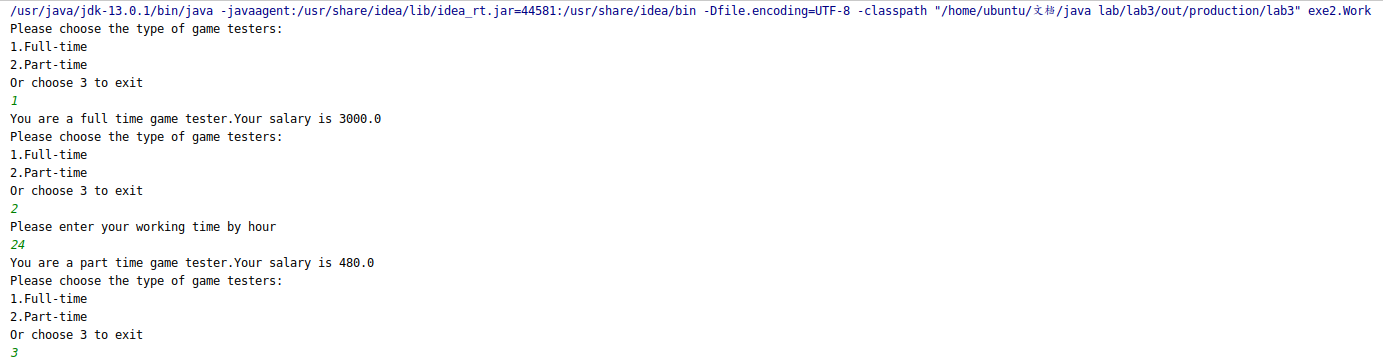 /usr/java/jdk-13.0.1/bin/java -javaagent:/usr/share/idea/lib/idea_rt.jar=44581:/usr/share/idea/bin -Dfile.encoding=UTF-8 -classpath "/home/ubuntu/文档/java lab/lab3/out/production/lab3" exe2.Work
Please choose the type of game testers:
1.Full-time
2.Part-time
Or choose 3 to exit
1
You are a full time game tester.Your salary is 3000.0
Please choose the type of game testers:
1.Full-time
2.Part-time
Or choose 3 to exit
2
Please enter your working time by hour
24
You are a part time game tester.Your salary is 480.0
Please choose the type of game testers:
1.Full-time
2.Part-time
Or choose 3 to exit
3